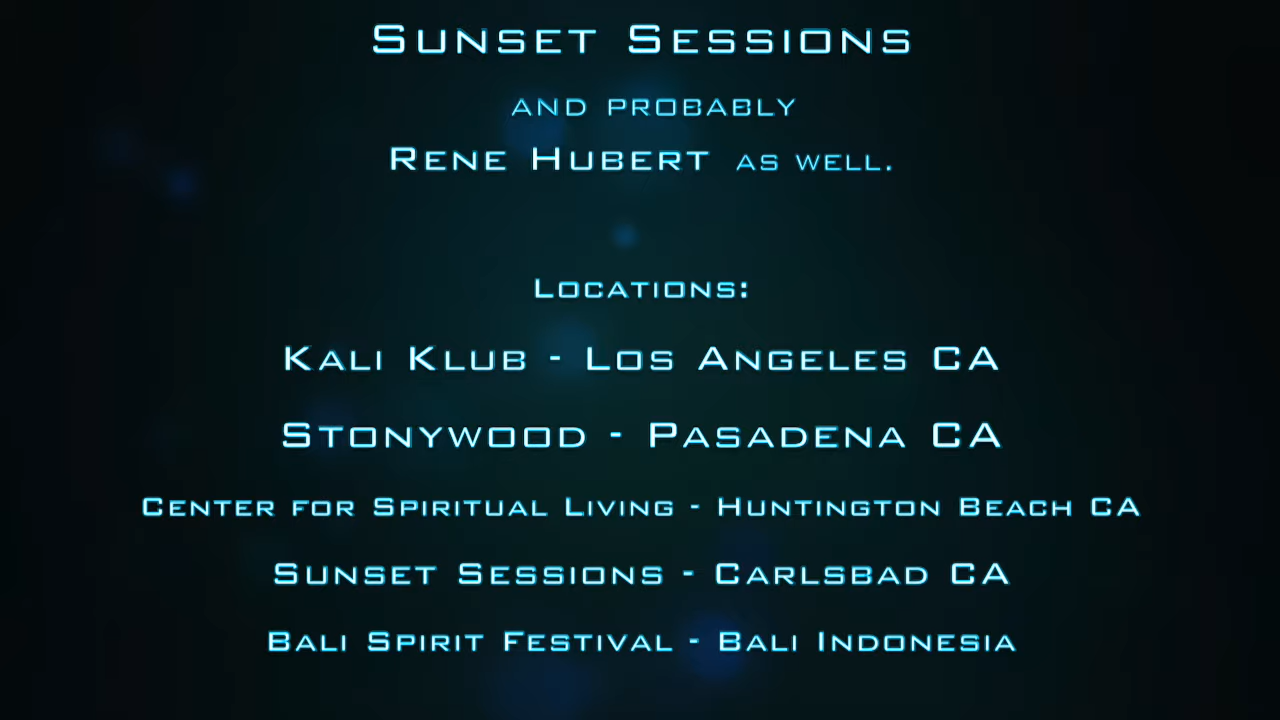 Sunset Sessions
and probably
Rene Hubert as well.
Locations:
Kali Klub - Los Angeles CA
Stonywood - Pasadena CA
Center for Spiritual Living - Huntington Beach CA
Sunset Sessions - Carlsbad CA
Bali Spirit Festival - Bali Indonesia